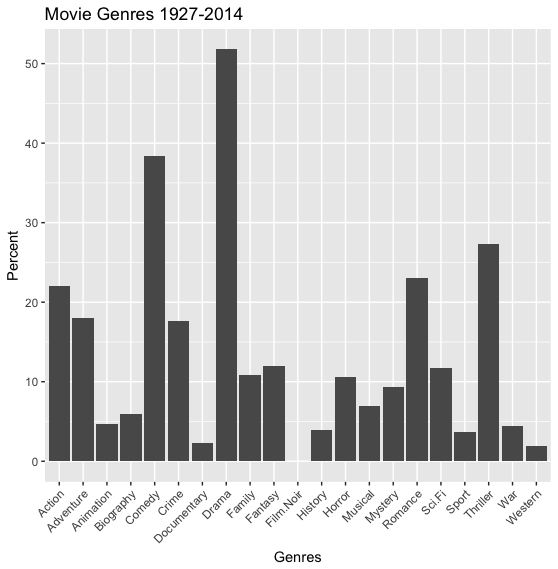 Movie Genres 1927-2014
Percent
50
40
30
20
10
0
Action
Adventure
Animation
Biography
Comedy
Crime
Documentary
Drama
Family
Fantasy
Film.Noir
History
Horror
Musical
Mystery
Romance
Sci.Fi
Sport
Thriller
War
Western
Genres